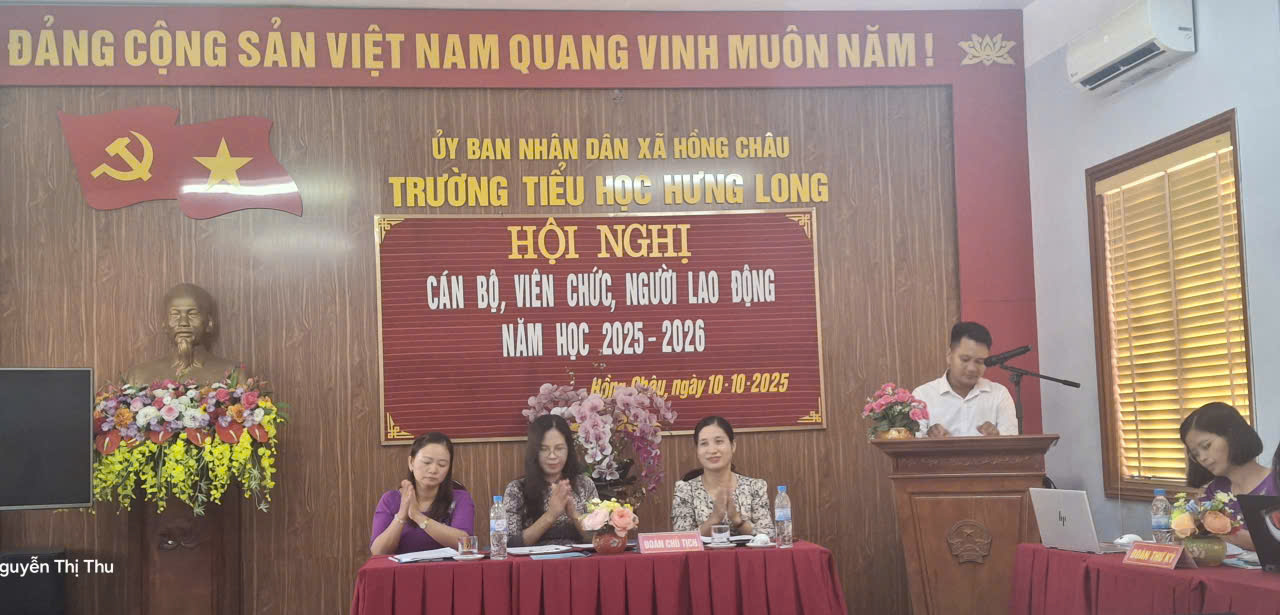 ĐẢNG CỘNG SẢN VIỆT NAM QUANG VINH MUÔN NĂM !
ỦY BAN NHÂN DÂN XÃ HỒNG CHÂU
TRƯỜNG TIỂU HỌC HƯNG LONG
HỘI NGHỊ
CÁN BỘ, VIÊN CHỨC, NGƯỜI LAO ĐỘNG
NĂM HỌC 2025 - 2026
Hồng Châu, ngày 10-10-2025
ĐOÀN CHỦ TỊCH
hp
ĐOÀN THƯ KÝ
guyễn Thị Thu